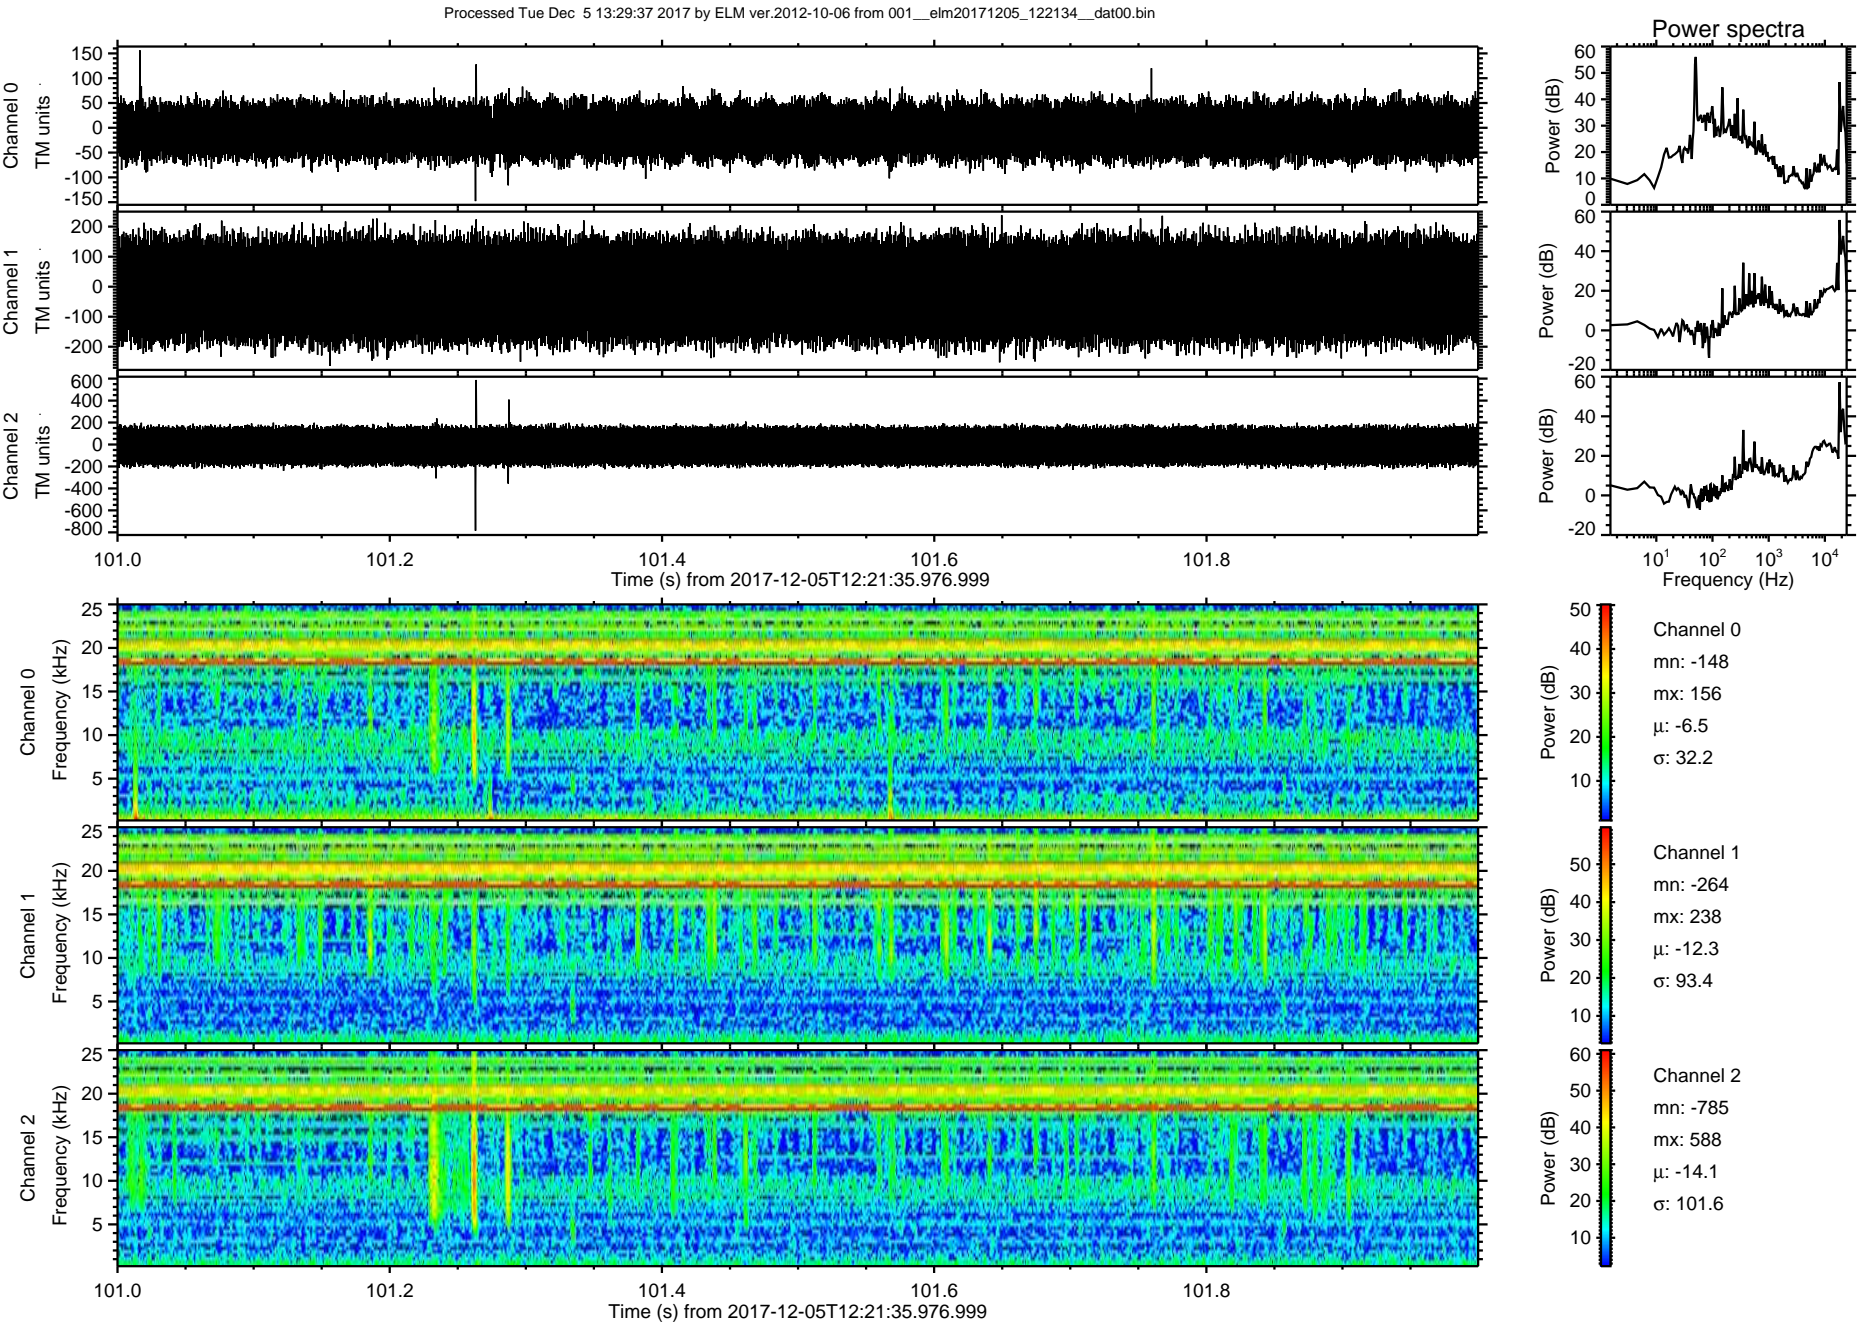 Processed Tue Dec  5 13:29:37 2017 by ELM ver.2012-10-06 from 001__elm20171205_122134__dat00.bin
Power spectra
Channel 0
TM units
150
100
50
0
-50
-100
-150
Power (dB)
60
50
40
30
20
10
0
Channel 1
TM units
200
100
0
-100
-200
Power (dB)
60
40
20
0
-20
Channel 2
TM units
600
400
200
0
-200
-400
-600
-800
Power (dB)
60
40
20
0
-20
101.0 101.2 101.4 101.6 101.8
Time (s) from 2017-12-05T12:21:35.976.999
10^1 10^2 10^3 10^4
Frequency (Hz)
Channel 0
Frequency (kHz)
25
20
15
10
5
Power (dB)
50
40
30
20
10
Channel 0
mn: -148
mx: 156
µ: -6.5
σ: 32.2
Channel 1
Frequency (kHz)
25
20
15
10
5
Power (dB)
50
40
30
20
10
Channel 1
mn: -264
mx: 238
µ: -12.3
σ: 93.4
Channel 2
Frequency (kHz)
25
20
15
10
5
Power (dB)
60
50
40
30
20
10
Channel 2
mn: -785
mx: 588
µ: -14.1
σ: 101.6
101.0 101.2 101.4 101.6 101.8
Time (s) from 2017-12-05T12:21:35.976.999